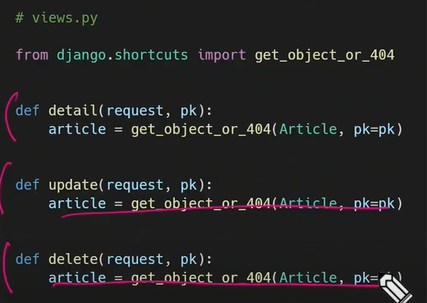 # views.py
from django.shortcuts import get_object_or_404
def detail(request, pk):
article = get_object_or_404(Article, pk=pk)
def update(request, pk):
article = get_object_or_404(Article, pk=pk)
def delete(request, pk):
article = get_object_or_404(Article, pk=